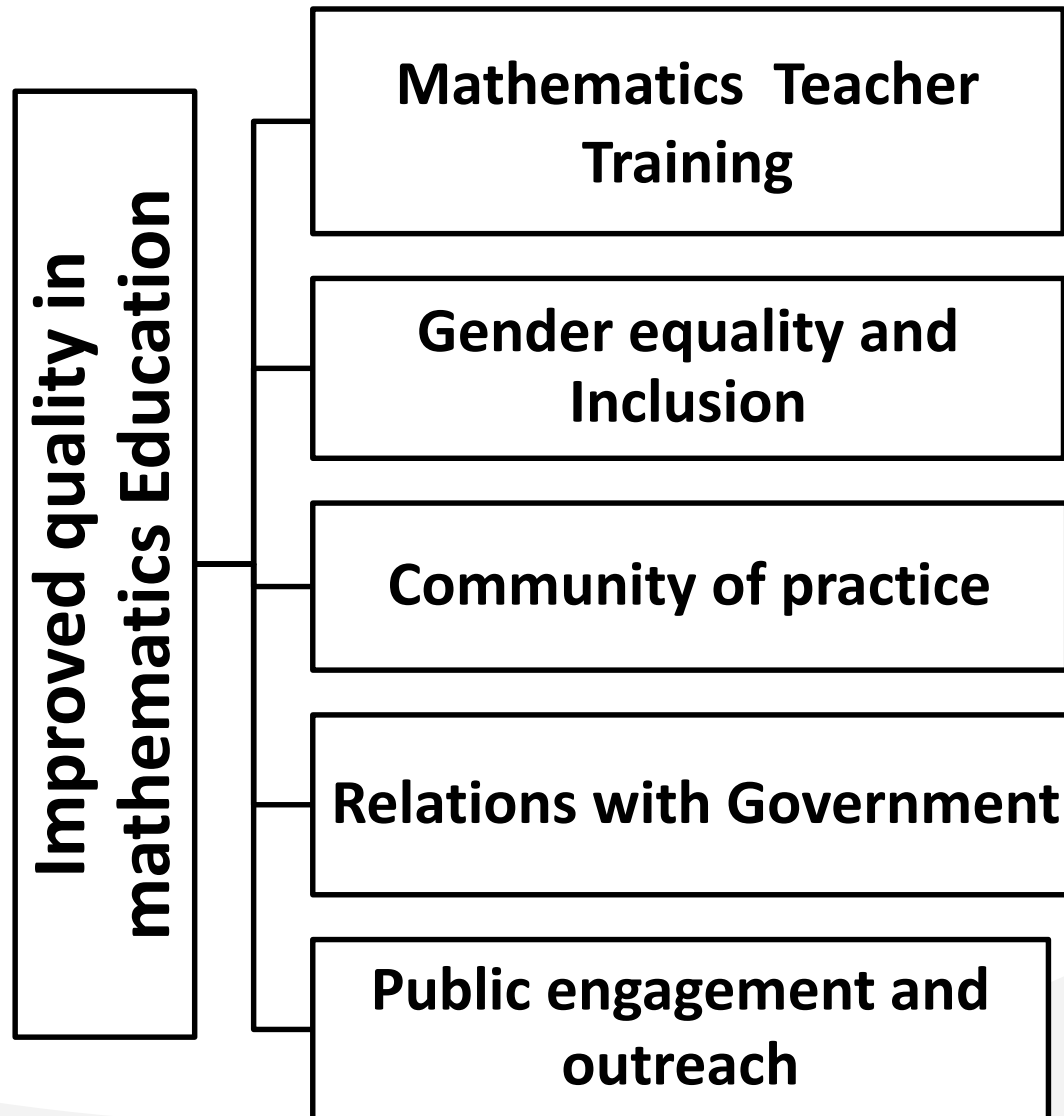 Improved quality in
mathematics Education
Mathematics Teacher
Training
Gender equality and
Inclusion
Community of practice
Relations with Government
Public engagement and
outreach